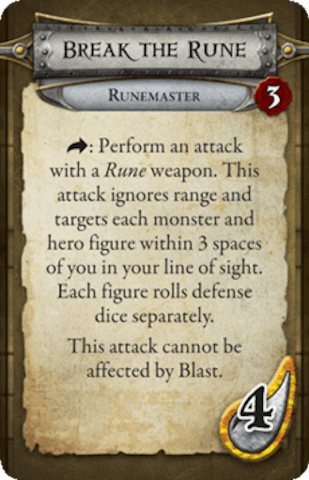 BREAK THE RUNE
RUNEMASTER
3
: Perform an attack
with a Rune weapon. This
attack ignores range and
targets each monster and
hero figure within 3 spaces
of you in your line of sight.
Each figure rolls defense
dice separately.
This attack cannot be
affected by Blast.
4